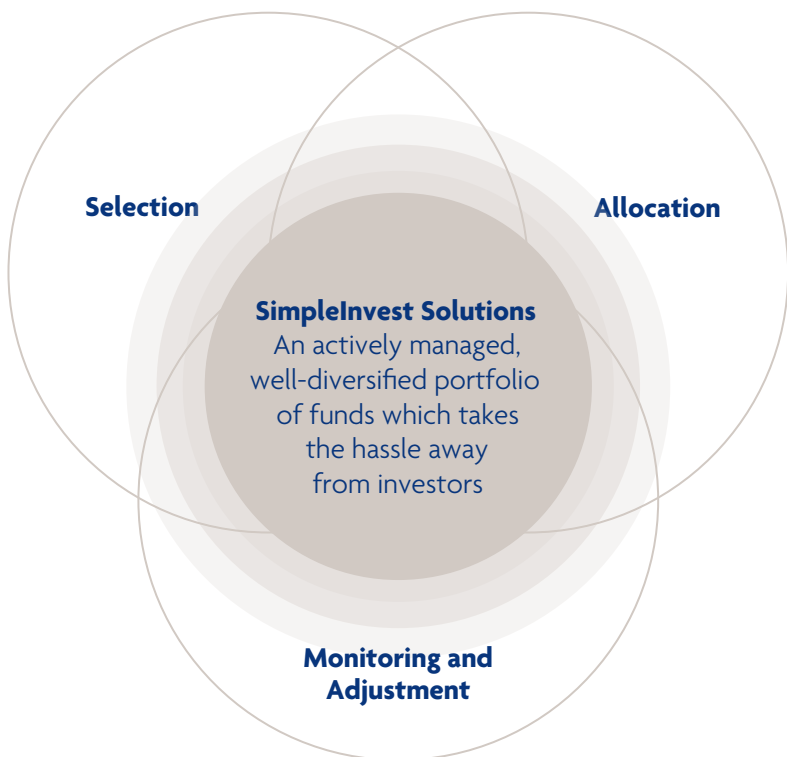 Selection
Allocation
SimpleInvest Solutions
An actively managed,
well-diversified portfolio
of funds which takes
the hassle away
from investors
Monitoring and
Adjustment